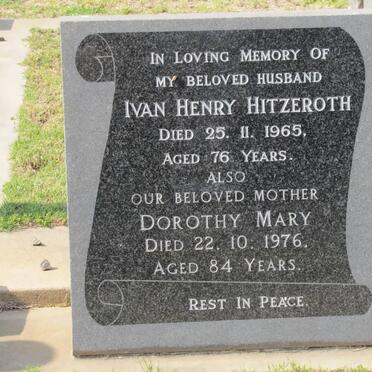 In Loving Memory Of
my beloved husband
Ivan Henry Hitzeroth
Died 25. 11. 1965,
Aged 76 Years.
also
our beloved mother
Dorothy Mary
Died 22. 10. 1976,
Aged 84 Years.
Rest In Peace.